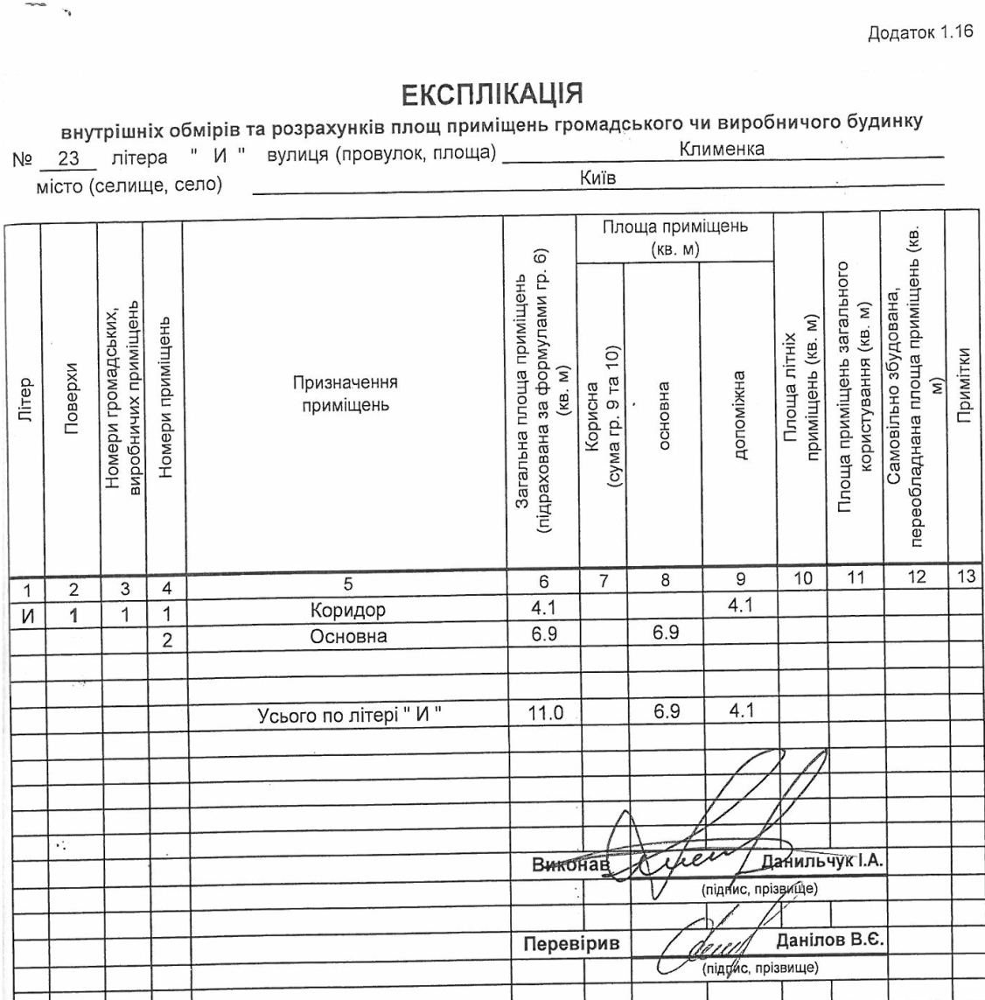 Додаток 1.16
ЕКСПЛІКАЦІЯ
внутрішніх обмірів та розрахунків площ приміщень громадського чи виробничого будинку
№ 23 літера " И " вулиця (провулок, площа) Клименка
місто (селище, село) Київ
Літер
Поверхи
Номери громадських,
виробничих приміщень
Номери приміщень
Призначення
приміщень
Загальна площа приміщень
(підрахована за формулами гр. 6)
(кв. м)
Площа приміщень
(кв. м)
Корисна
(сума гр. 9 та 10)
основна
допоміжна
Площа літніх
приміщень (кв. м)
Площа приміщень загального
користування (кв. м)
Самовільно збудована,
переобладнана площа приміщень (кв.
м)
Примітки
1 2 3 4 5 6 7 8 9 10 11 12 13
И 1 1 1 Коридор 4.1 4.1
2 Основна 6.9 6.9
Усього по літері " И " 11.0 6.9 4.1
Виконав Данильчук І.А.
(підпис, прізвище)
Перевірив Данілов В.Є.
(підпис, прізвище)